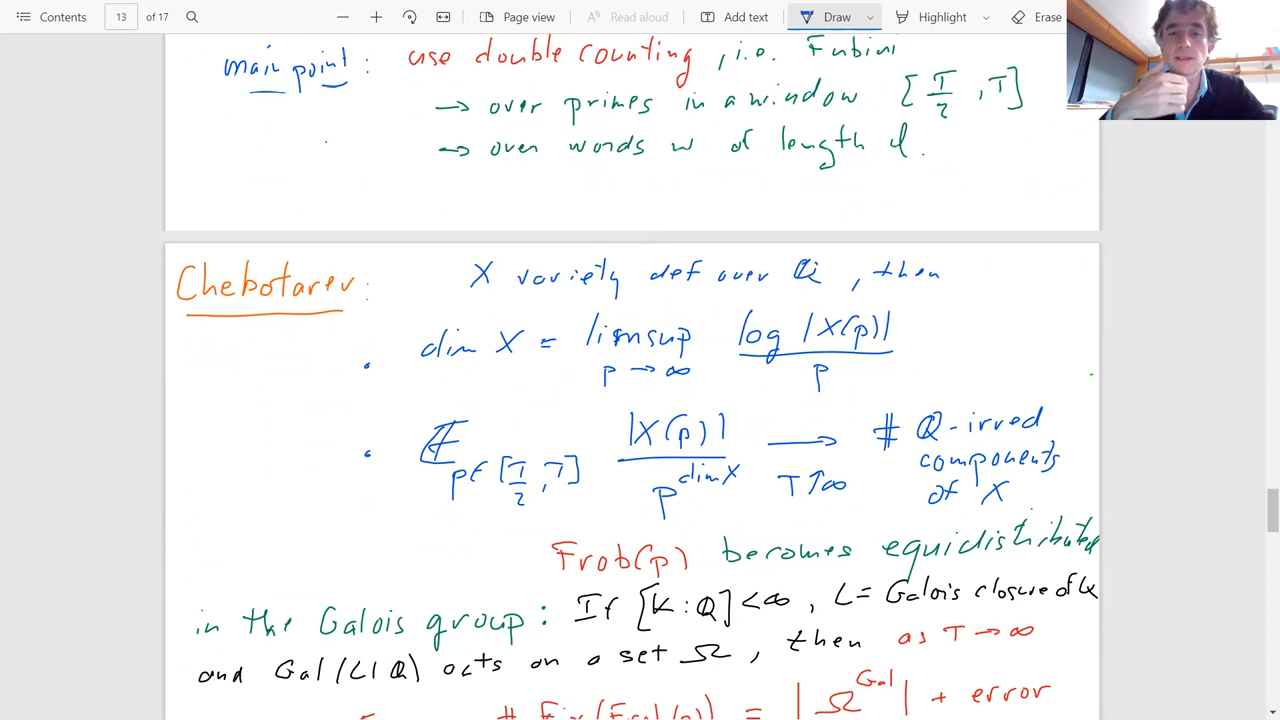 Contents 13 of 17 Page view Read aloud Add text Draw Highlight Erase
main point: use double counting, i.e. Fubini
→ over primes in a window [T/2, T]
→ over words w of length l.
Chebotarev: X variety def over ℚ, then
• dim X = limsup p→∞ log |X(p)| / p
• 𝔼 p∈[T/2, T] |X(p)| / p^dim X → T↑∞ # ℚ-irred components of X
Frob(p) becomes equidistributed
in the Galois group: If [K:ℚ]<∞, L = Galois closure of K
and Gal(L|ℚ) acts on a set Ω, then as T→∞
# Fix(Frob(p)) = |Ω^Gal| + error